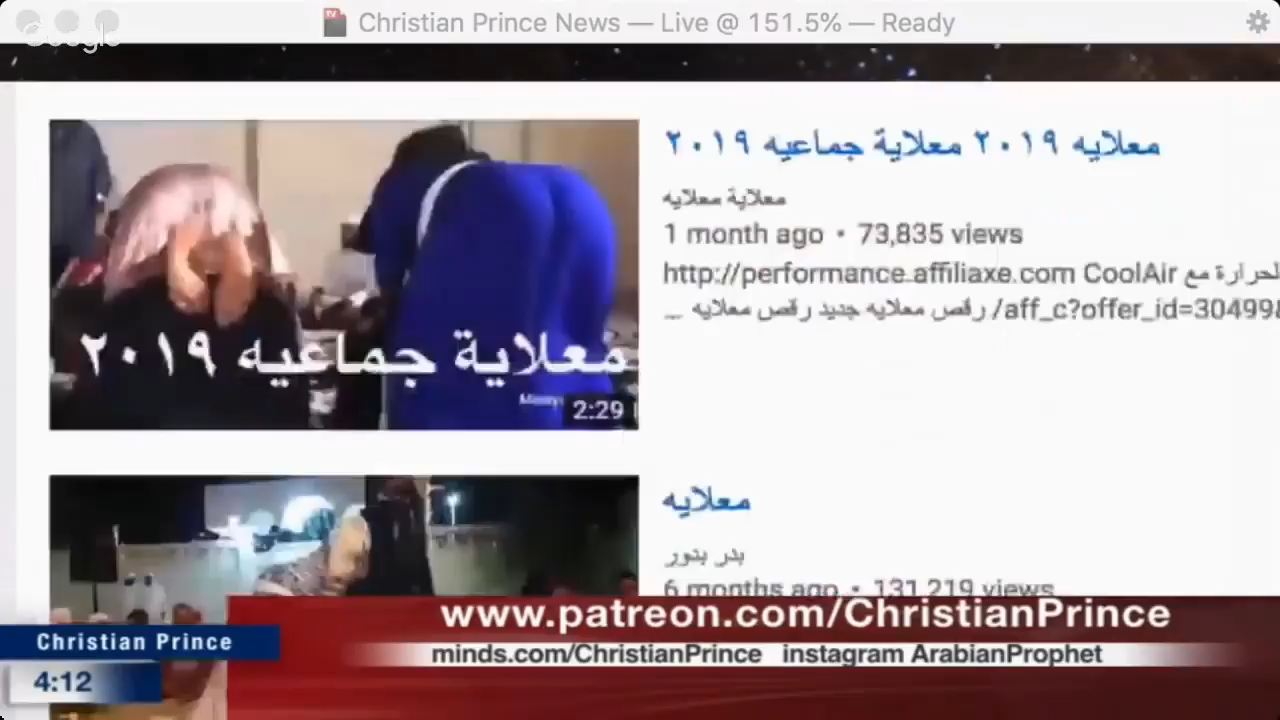 Christian Prince News — Live @ 151.5% — Ready
Google
معلايه ٢٠١٩ معلاية جماعيه ٢٠١٩
معلاية معلايه
1 month ago • 73,835 views
http://performance.affiliaxe.com CoolAir لحرارة مع
/aff_c?offer_id=30499& رقص معلايه جديد رقص معلايه ...
معلاية جماعيه ٢٠١٩
2:29
معلايه
بدر بدور
6 months ago • 131,219 views
www.patreon.com/ChristianPrince
Christian Prince
minds.com/ChristianPrince instagram ArabianProphet
4:12